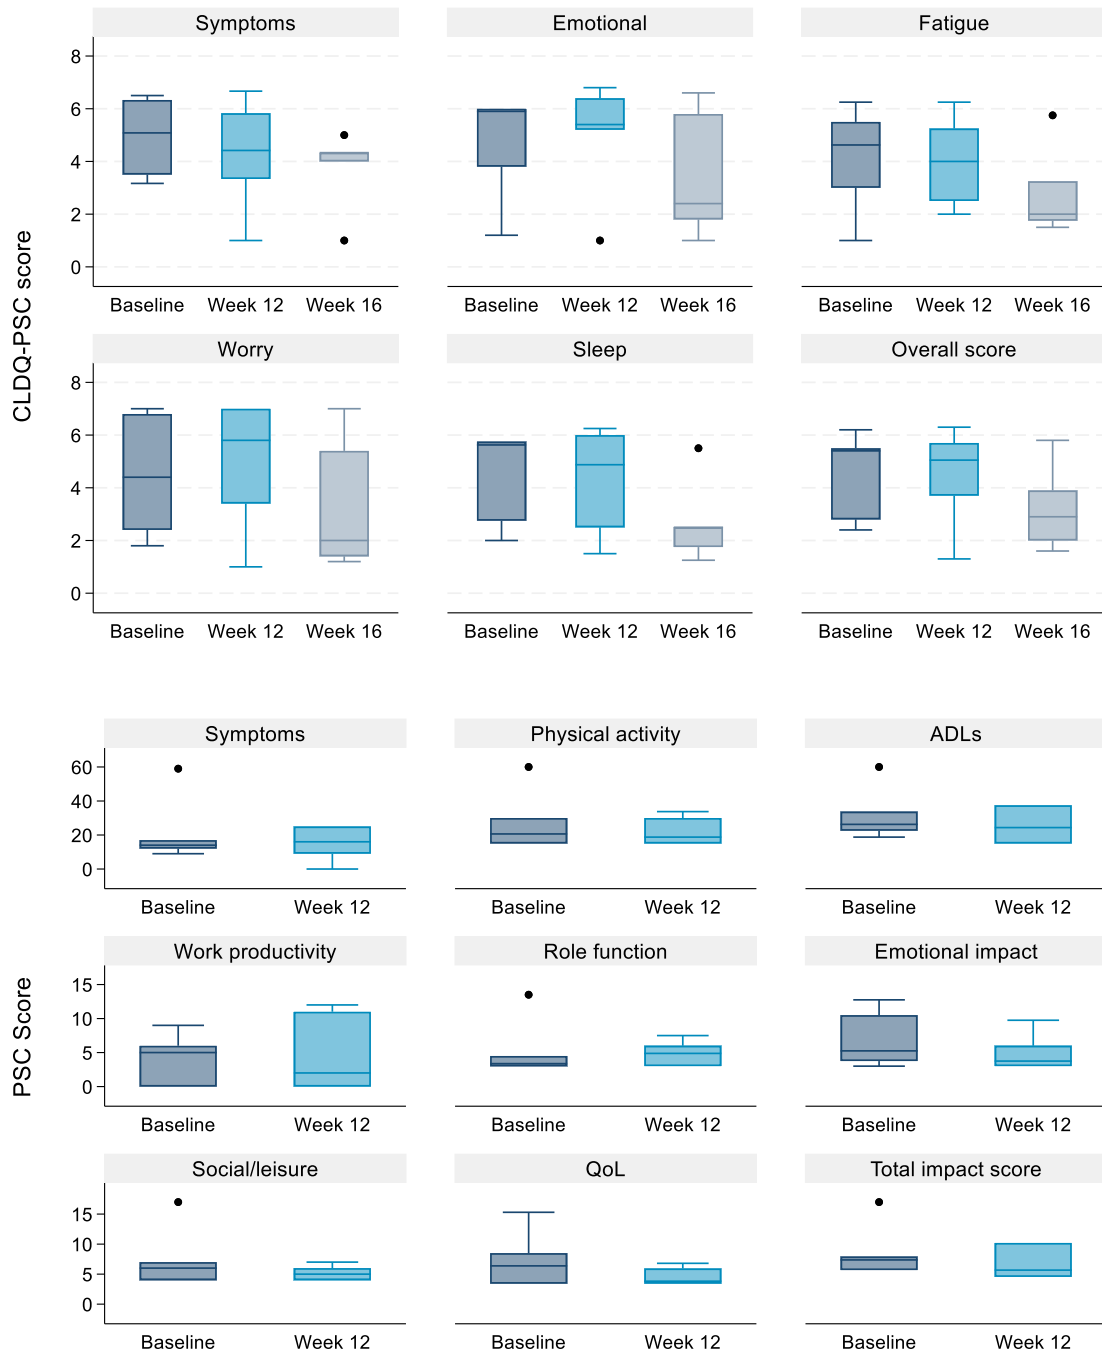 Symptoms Emotional Fatigue
8
6
4
2
0
Baseline Week 12 Week 16 Baseline Week 12 Week 16 Baseline Week 12 Week 16
CLDQ-PSC score
Worry Sleep Overall score
8
6
4
2
0
Baseline Week 12 Week 16 Baseline Week 12 Week 16 Baseline Week 12 Week 16
Symptoms Physical activity ADLs
60
40
20
0
Baseline Week 12 Baseline Week 12 Baseline Week 12
Work productivity Role function Emotional impact
15
10
5
0
Baseline Week 12 Baseline Week 12 Baseline Week 12
PSC Score
Social/leisure QoL Total impact score
15
10
5
0
Baseline Week 12 Baseline Week 12 Baseline Week 12